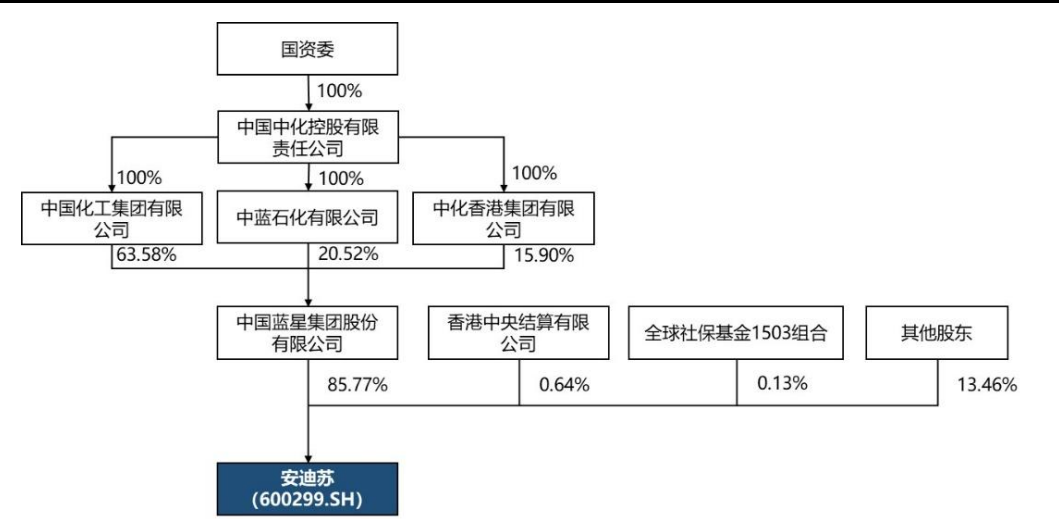 国资委
100%
中国中化控股有限
责任公司
100%
100%
100%
中国化工集团有限
公司
中蓝石化有限公司
中化香港集团有限
公司
63.58%
20.52%
15.90%
中国蓝星集团股份
有限公司
香港中央结算有限
公司
全球社保基金1503组合
其他股东
85.77%
0.64%
0.13%
13.46%
安迪苏
(600299.SH)